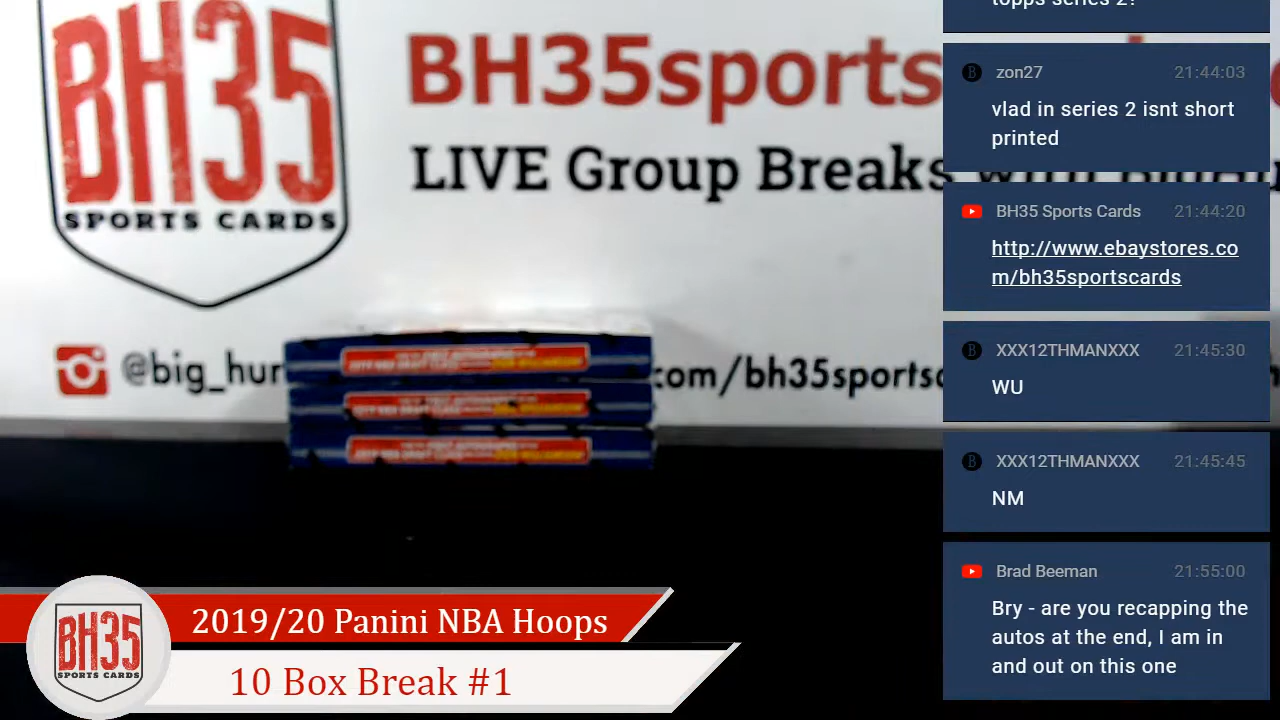 BH35
SPORTS CARDS
BH35sports
LIVE Group Breaks with
@big_hur
.com/bh35sports
topps series 2?
zon27 21:44:03
vlad in series 2 isnt short
printed
BH35 Sports Cards 21:44:20
http://www.ebaystores.co
m/bh35sportscards
XXX12THMANXXX 21:45:30
WU
XXX12THMANXXX 21:45:45
NM
Brad Beeman 21:55:00
Bry - are you recapping the
autos at the end, I am in
and out on this one
BH35
SPORTS CARDS
2019/20 Panini NBA Hoops
10 Box Break #1